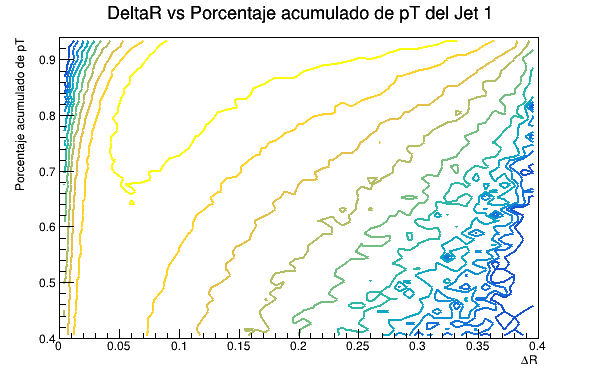 DeltaR vs Porcentaje acumulado de pT del Jet 1
Porcentaje acumulado de pT
0.9
0.8
0.7
0.6
0.5
0.4
0 0.05 0.1 0.15 0.2 0.25 0.3 0.35 0.4
ΔR